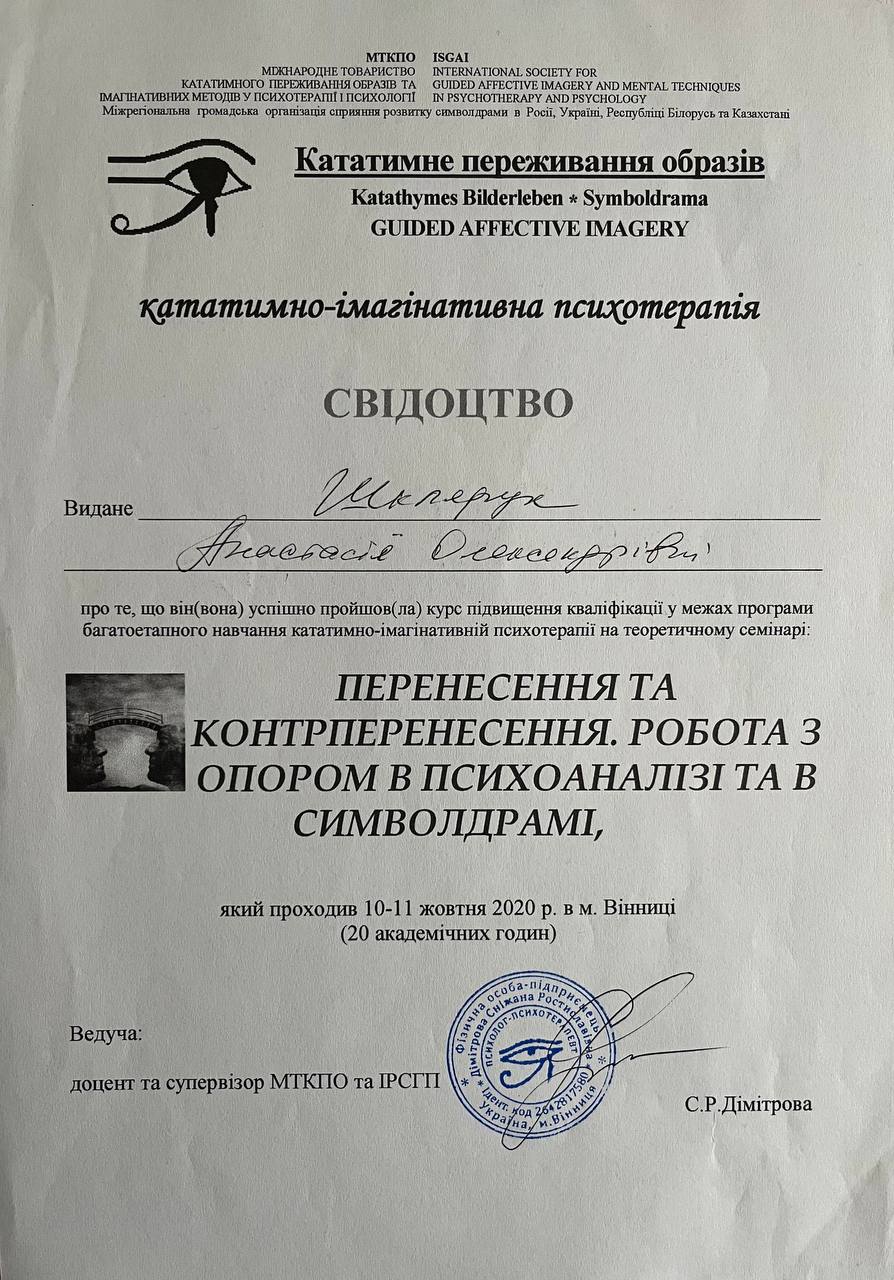 МТКПО ISGAI
МІЖНАРОДНЕ ТОВАРИСТВО INTERNATIONAL SOCIETY FOR
КАТАТИМНОГО ПЕРЕЖИВАННЯ ОБРАЗІВ ТА GUIDED AFFECTIVE IMAGERY AND MENTAL TECHNIQUES
ІМАГІНАТИВНИХ МЕТОДІВ У ПСИХОТЕРАПІЇ І ПСИХОЛОГІЇ IN PSYCHOTHERAPY AND PSYCHOLOGY
Міжрегіональна громадська організація сприяння розвитку символдрами в Росії, Україні, Республіці Білорусь та Казахстані
Кататимне переживання образів
Katathymes Bilderleben * Symboldrama
GUIDED AFFECTIVE IMAGERY
кататимно-імагінативна психотерапія
СВІДОЦТВО
Видане Шклярук
Анастасії Олександрівні
про те, що він(вона) успішно пройшов(ла) курс підвищення кваліфікації у межах програми
багатоетапного навчання кататимно-імагінативній психотерапії на теоретичному семінарі:
ПЕРЕНЕСЕННЯ ТА
КОНТРПЕРЕНЕСЕННЯ. РОБОТА З
ОПОРОМ В ПСИХОАНАЛІЗІ ТА В
СИМВОЛДРАМІ,
який проходив 10-11 жовтня 2020 р. в м. Вінниці
(20 академічних годин)
Ведуча:
доцент та супервізор МТКПО та ІРСГП
Фізична особа-підприємець
Дімітрова Сніжана Ростиславівна
ПСИХОЛОГ-ПСИХОТЕРАПЕВТ
Ідент. код 2642817580
Україна, м.Вінниця
С.Р.Дімітрова